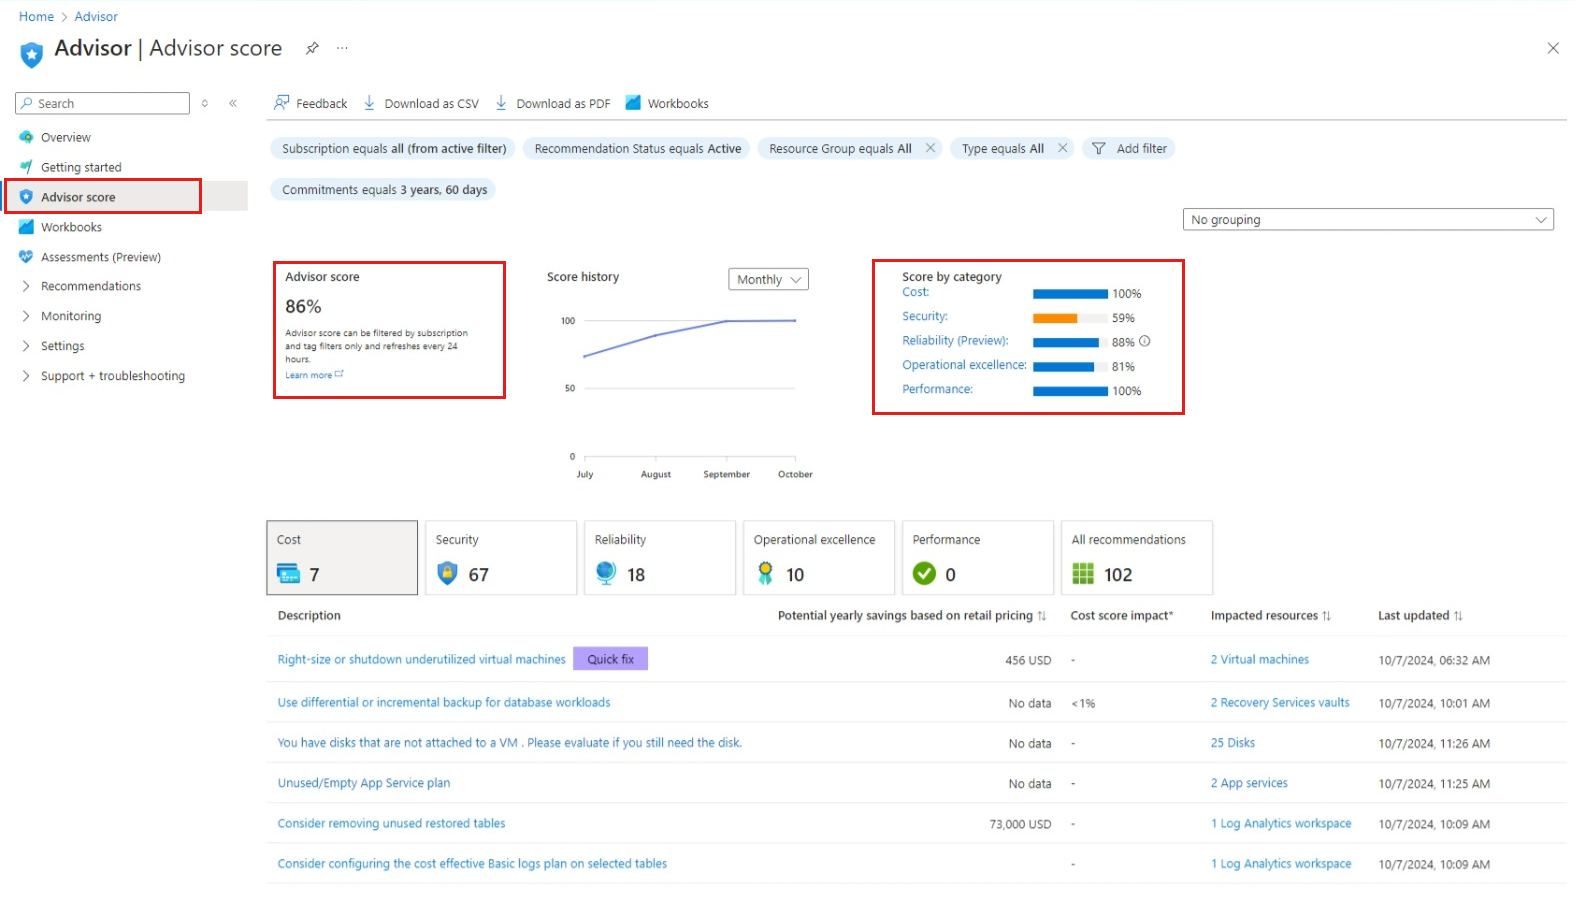 Home > Advisor
Advisor | Advisor score
Search
Overview
Getting started
Advisor score
Workbooks
Assessments (Preview)
Recommendations
Monitoring
Settings
Support + troubleshooting
Feedback Download as CSV Download as PDF Workbooks
Subscription equals all (from active filter) Recommendation Status equals Active Resource Group equals All Type equals All Add filter
Commitments equals 3 years, 60 days
No grouping
Advisor score
86%
Advisor score can be filtered by subscription
and tag filters only and refreshes every 24
hours.
Learn more
Score history Monthly
100
50
0
July August September October
Score by category
Cost: 100%
Security: 59%
Reliability (Preview): 88%
Operational excellence: 81%
Performance: 100%
Cost
7
Security
67
Reliability
18
Operational excellence
10
Performance
0
All recommendations
102
Description Potential yearly savings based on retail pricing Cost score impact* Impacted resources Last updated
Right-size or shutdown underutilized virtual machines Quick fix 456 USD - 2 Virtual machines 10/7/2024, 06:32 AM
Use differential or incremental backup for database workloads No data <1% 2 Recovery Services vaults 10/7/2024, 10:01 AM
You have disks that are not attached to a VM . Please evaluate if you still need the disk. No data - 25 Disks 10/7/2024, 11:26 AM
Unused/Empty App Service plan No data - 2 App services 10/7/2024, 11:25 AM
Consider removing unused restored tables 73,000 USD - 1 Log Analytics workspace 10/7/2024, 10:09 AM
Consider configuring the cost effective Basic logs plan on selected tables - 1 Log Analytics workspace 10/7/2024, 10:09 AM